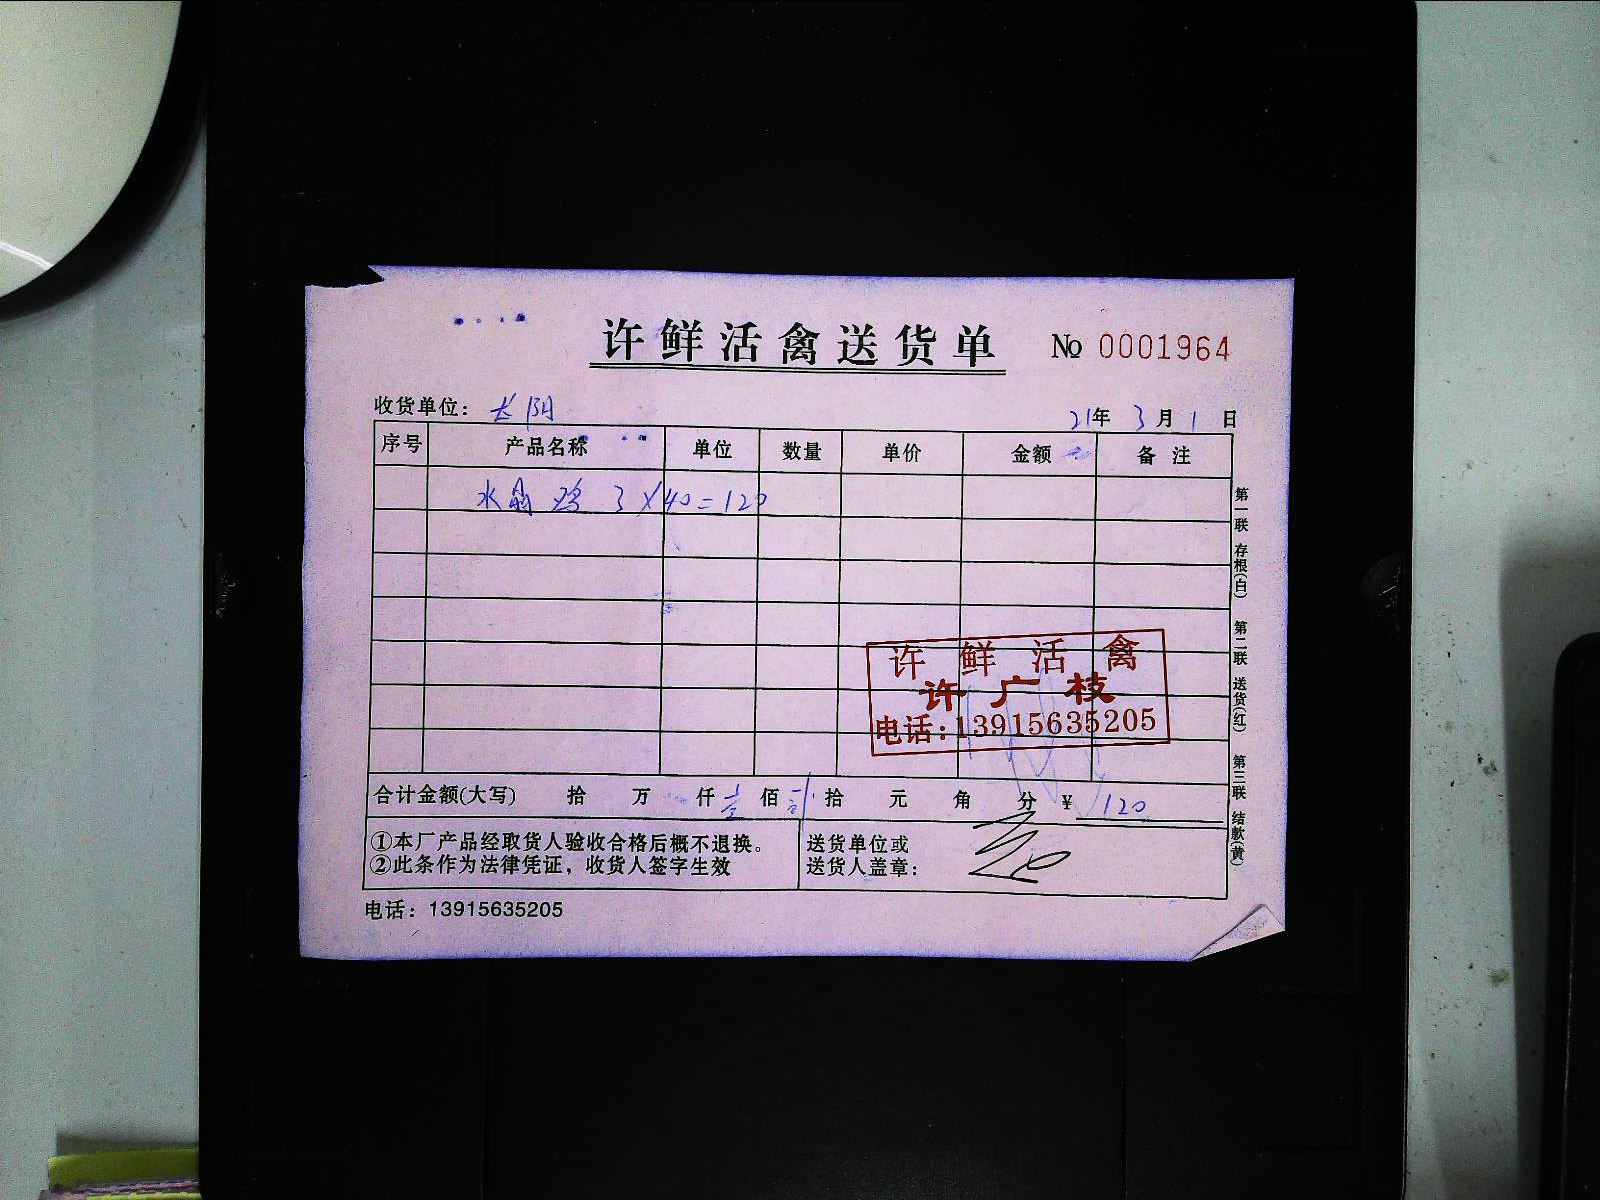 许鲜活禽送货单 № 0001964
收货单位： 长阴 21年 3月 1日
序号 产品名称 单位 数量 单价 金额 备 注
水晶鸡 3×40=120
许 鲜 活 禽
许 广 枝
电话：13915635205
合计金额(大写) 拾 万 仟 壹 佰 贰 拾 元 角 分 ¥ 120
①本厂产品经取货人验收合格后概不退换。
②此条作为法律凭证，收货人签字生效
送货单位或
送货人盖章：
电话：13915635205
第一联 存根(白) 第二联 送货(红) 第三联 结款(黄)